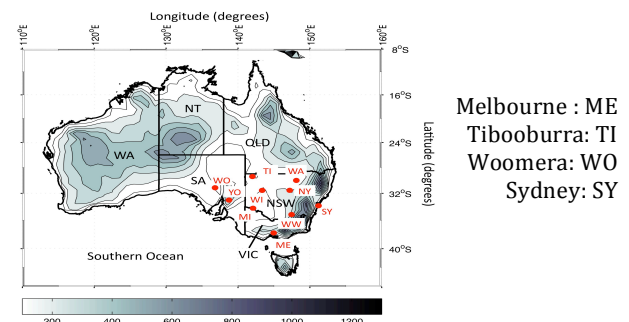 Longitude (degrees)
110°E 120°E 130°E 140°E 150°E 160°E
8°S
16°S
24°S
32°S
40°S
Latitude (degrees)
NT
QLD
WA
SA
NSW
VIC
TI WA
WO
YO WI NY
MI SY
WW
ME
Southern Ocean
200 400 600 800 1000 1200
Melbourne : ME
Tibooburra: TI
Woomera: WO
Sydney: SY